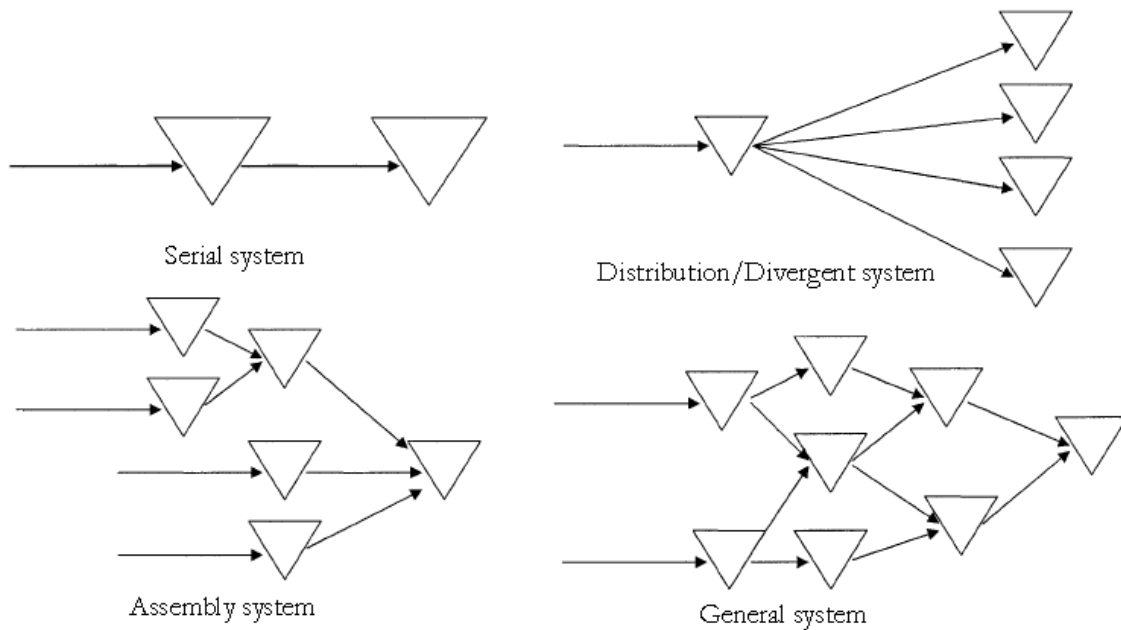 Serial system
Distribution/Divergent system
Assembly system
General system